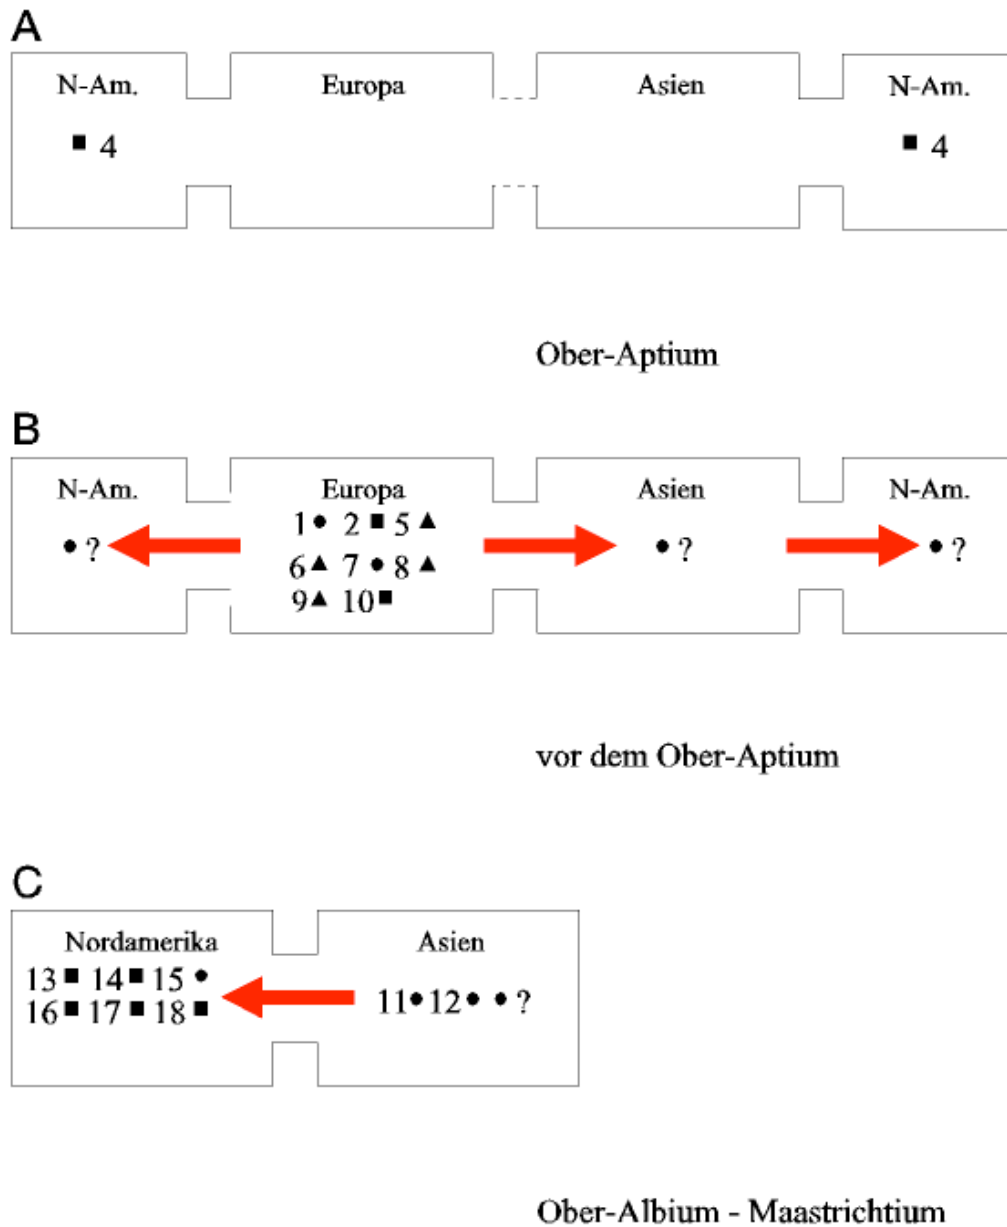 A
N-Am. Europa Asien N-Am.
■ 4 ■ 4
Ober-Aptium
B
N-Am. Europa Asien N-Am.
1 ● 2 ■ 5 ▲
● ? ● ? ● ?
6 ▲ 7 ● 8 ▲
9 ▲ 10 ■
vor dem Ober-Aptium
C
Nordamerika Asien
13 ■ 14 ■ 15 ●
11 ● 12 ● ● ?
16 ■ 17 ■ 18 ■
Ober-Albium - Maastrichtium